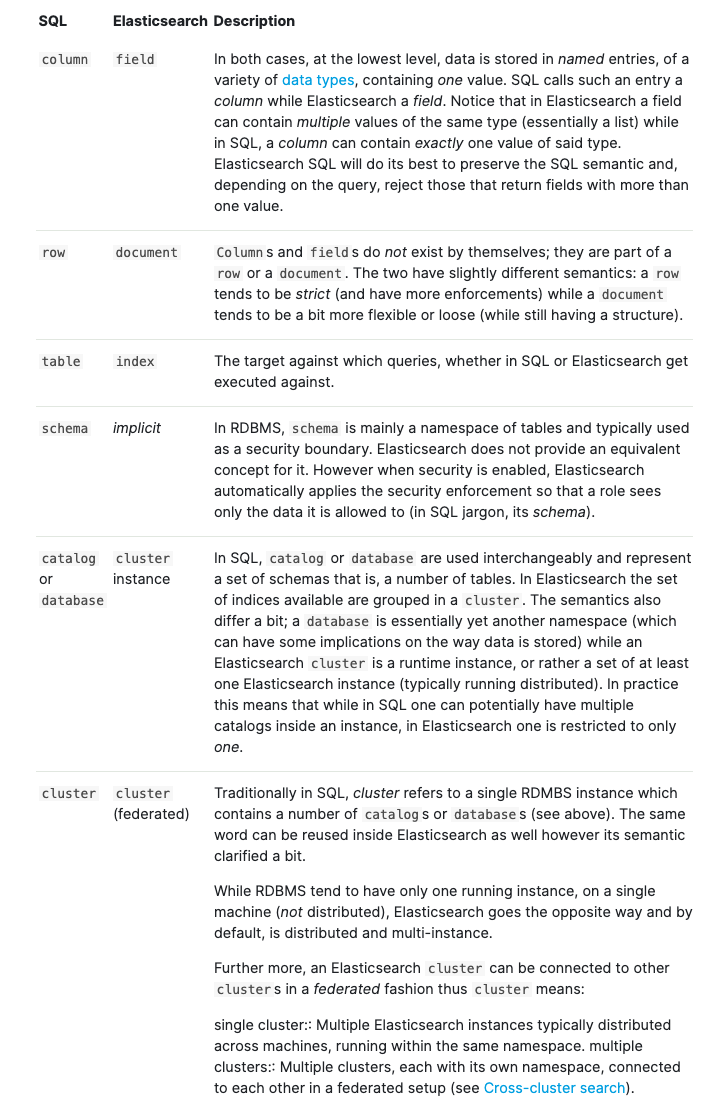 SQL Elasticsearch Description
column field In both cases, at the lowest level, data is stored in named entries, of a
variety of data types, containing one value. SQL calls such an entry a
column while Elasticsearch a field. Notice that in Elasticsearch a field
can contain multiple values of the same type (essentially a list) while
in SQL, a column can contain exactly one value of said type.
Elasticsearch SQL will do its best to preserve the SQL semantic and,
depending on the query, reject those that return fields with more than
one value.
row document Columns and fields do not exist by themselves; they are part of a
row or a document. The two have slightly different semantics: a row
tends to be strict (and have more enforcements) while a document
tends to be a bit more flexible or loose (while still having a structure).
table index The target against which queries, whether in SQL or Elasticsearch get
executed against.
schema implicit In RDBMS, schema is mainly a namespace of tables and typically used
as a security boundary. Elasticsearch does not provide an equivalent
concept for it. However when security is enabled, Elasticsearch
automatically applies the security enforcement so that a role sees
only the data it is allowed to (in SQL jargon, its schema).
catalog cluster In SQL, catalog or database are used interchangeably and represent
or instance a set of schemas that is, a number of tables. In Elasticsearch the set
database of indices available are grouped in a cluster. The semantics also
differ a bit; a database is essentially yet another namespace (which
can have some implications on the way data is stored) while an
Elasticsearch cluster is a runtime instance, or rather a set of at least
one Elasticsearch instance (typically running distributed). In practice
this means that while in SQL one can potentially have multiple
catalogs inside an instance, in Elasticsearch one is restricted to only
one.
cluster cluster Traditionally in SQL, cluster refers to a single RDMBS instance which
(federated) contains a number of catalogs or databases (see above). The same
word can be reused inside Elasticsearch as well however its semantic
clarified a bit.
While RDBMS tend to have only one running instance, on a single
machine (not distributed), Elasticsearch goes the opposite way and by
default, is distributed and multi-instance.
Further more, an Elasticsearch cluster can be connected to other
clusters in a federated fashion thus cluster means:
single cluster:: Multiple Elasticsearch instances typically distributed
across machines, running within the same namespace. multiple
clusters:: Multiple clusters, each with its own namespace, connected
to each other in a federated setup (see Cross-cluster search).